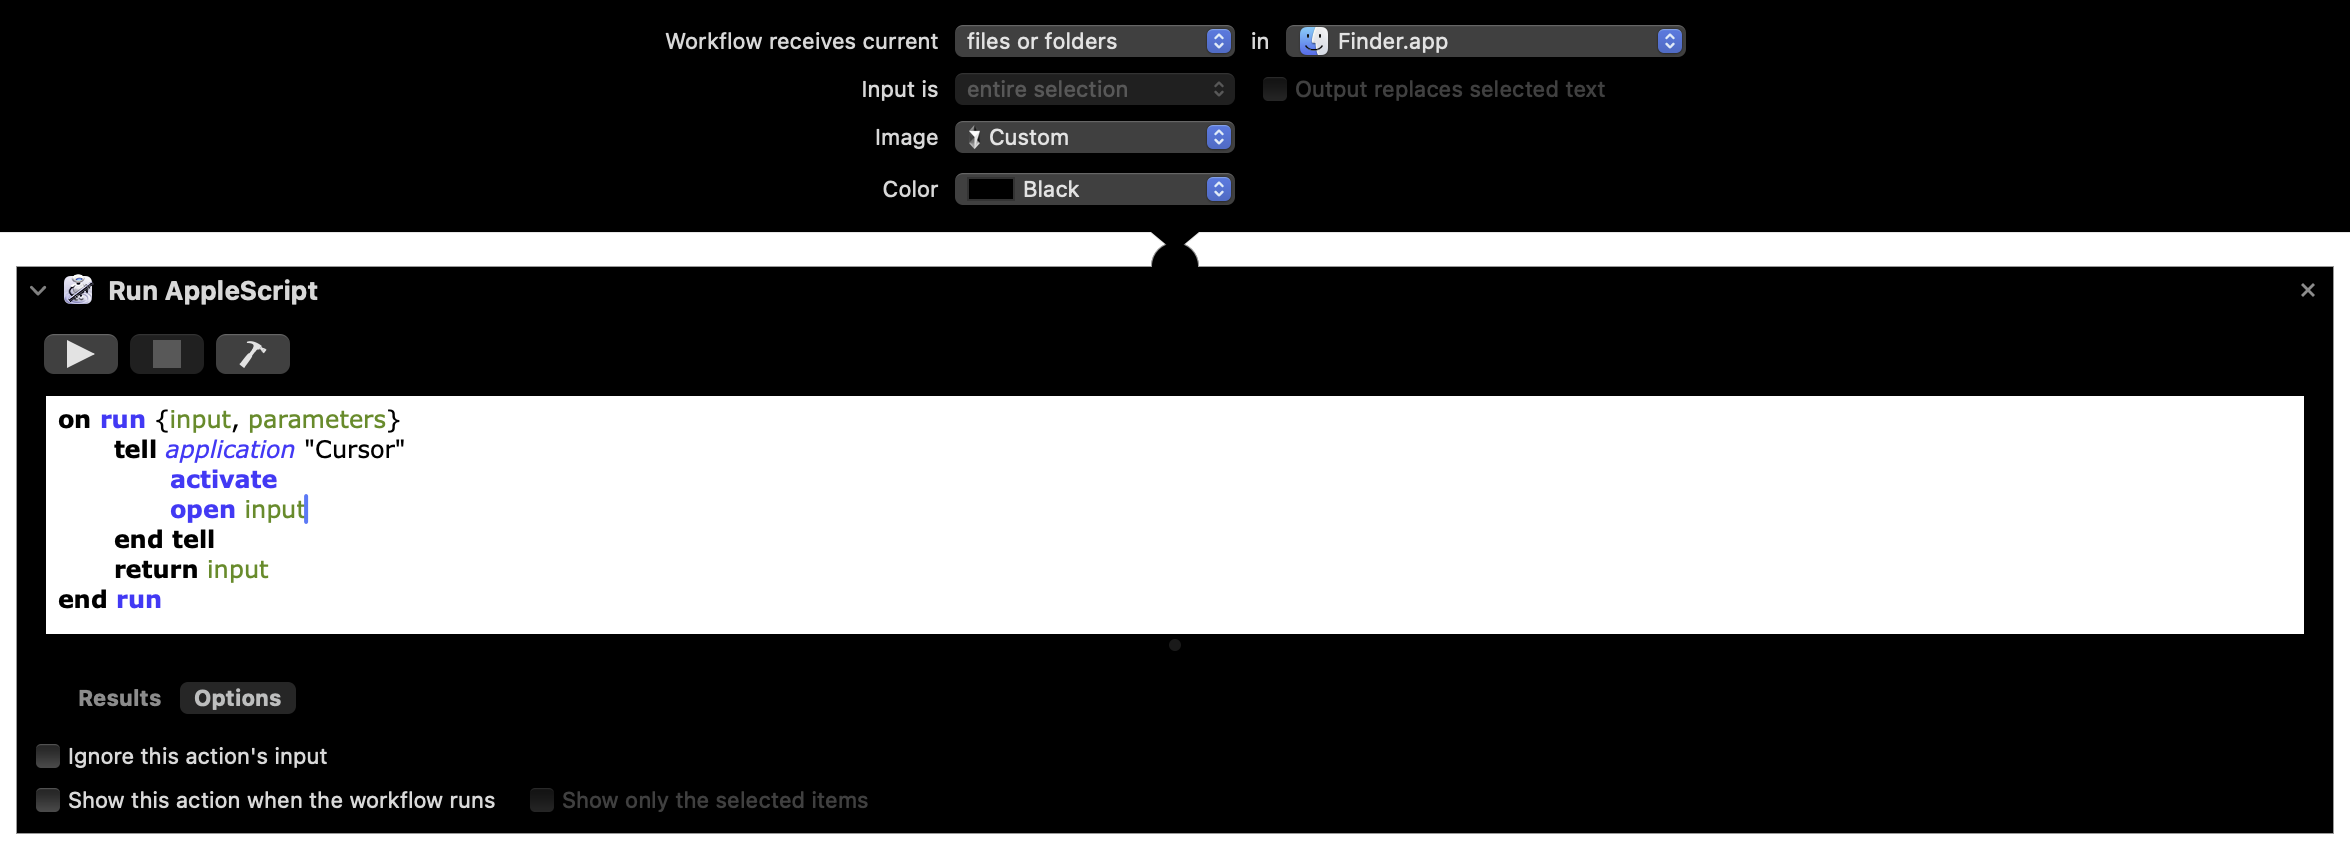 Workflow receives current files or folders in Finder.app
Input is entire selection Output replaces selected text
Image Custom
Color Black
Run AppleScript
on run {input, parameters}
tell application "Cursor"
activate
open input
end tell
return input
end run
Results Options
Ignore this action's input
Show this action when the workflow runs Show only the selected items